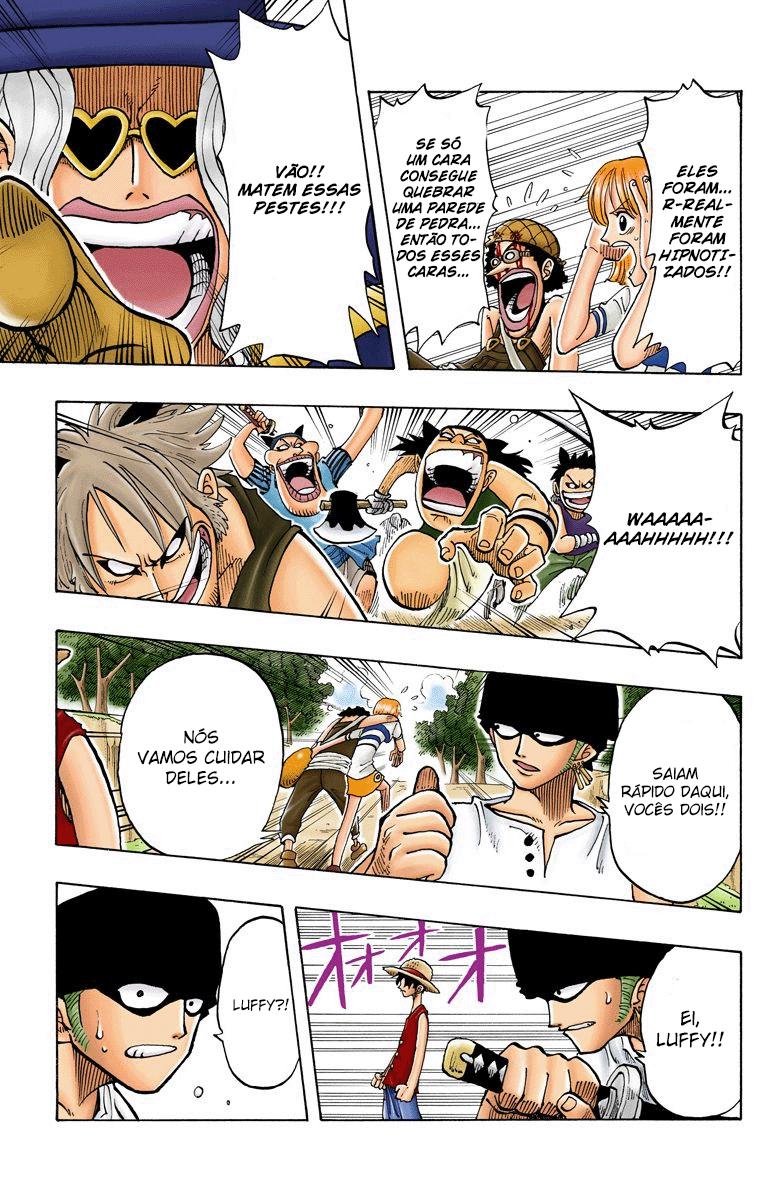 ELES
FORAM...
R-REAL-
MENTE
FORAM
HIPNOTI-
ZADOS!!
SE SÓ
UM CARA
CONSEGUE
QUEBRAR
UMA PAREDE
DE PEDRA...
ENTÃO TO-
DOS ESSES
CARAS...
VÃO!!
MATEM ESSAS
PESTES!!!
WAAAAA-
AAAHHHHH!!!
SAIAM
RÁPIDO DAQUI,
VOCÊS DOIS!!
NÓS
VAMOS CUIDAR
DELES...
EI,
LUFFY!!
オオオ
LUFFY?!